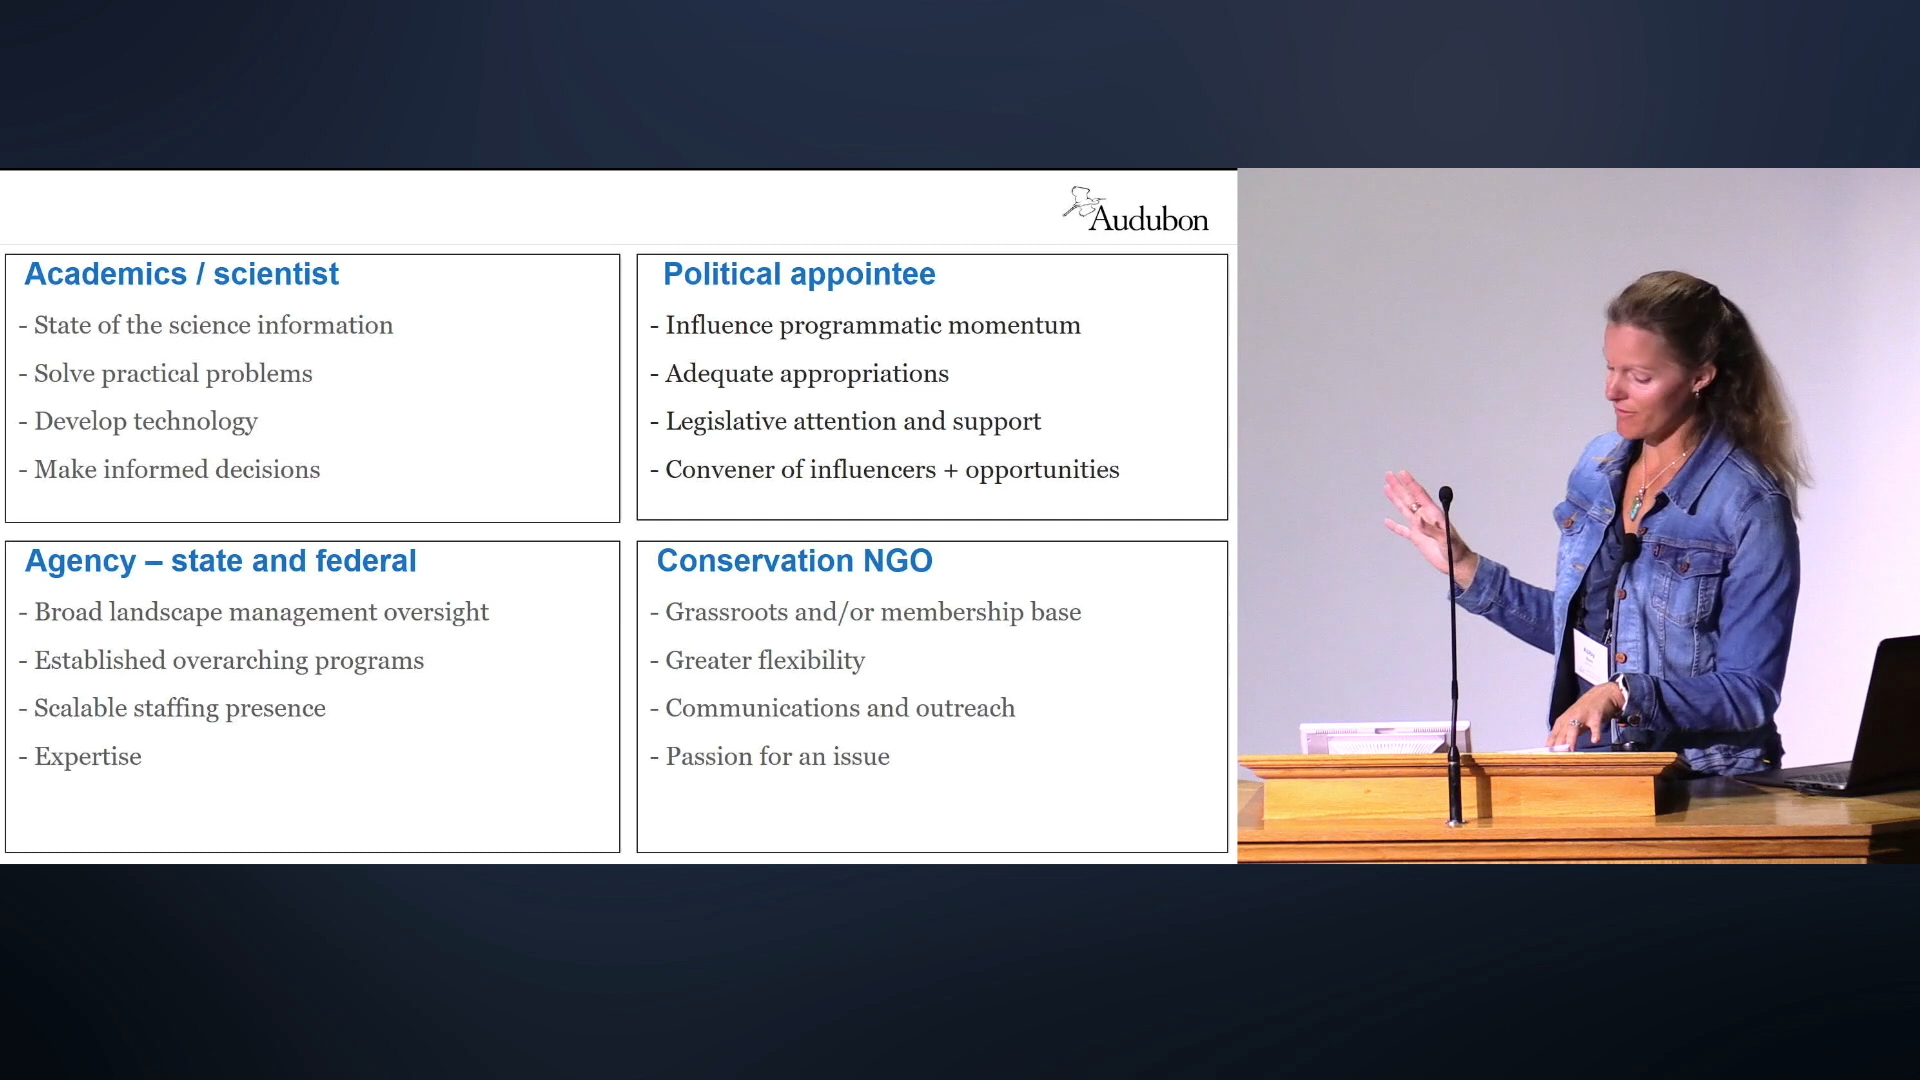 Audubon
Academics / scientist
- State of the science information
- Solve practical problems
- Develop technology
- Make informed decisions
Political appointee
- Influence programmatic momentum
- Adequate appropriations
- Legislative attention and support
- Convener of influencers + opportunities
Agency – state and federal
- Broad landscape management oversight
- Established overarching programs
- Scalable staffing presence
- Expertise
Conservation NGO
- Grassroots and/or membership base
- Greater flexibility
- Communications and outreach
- Passion for an issue